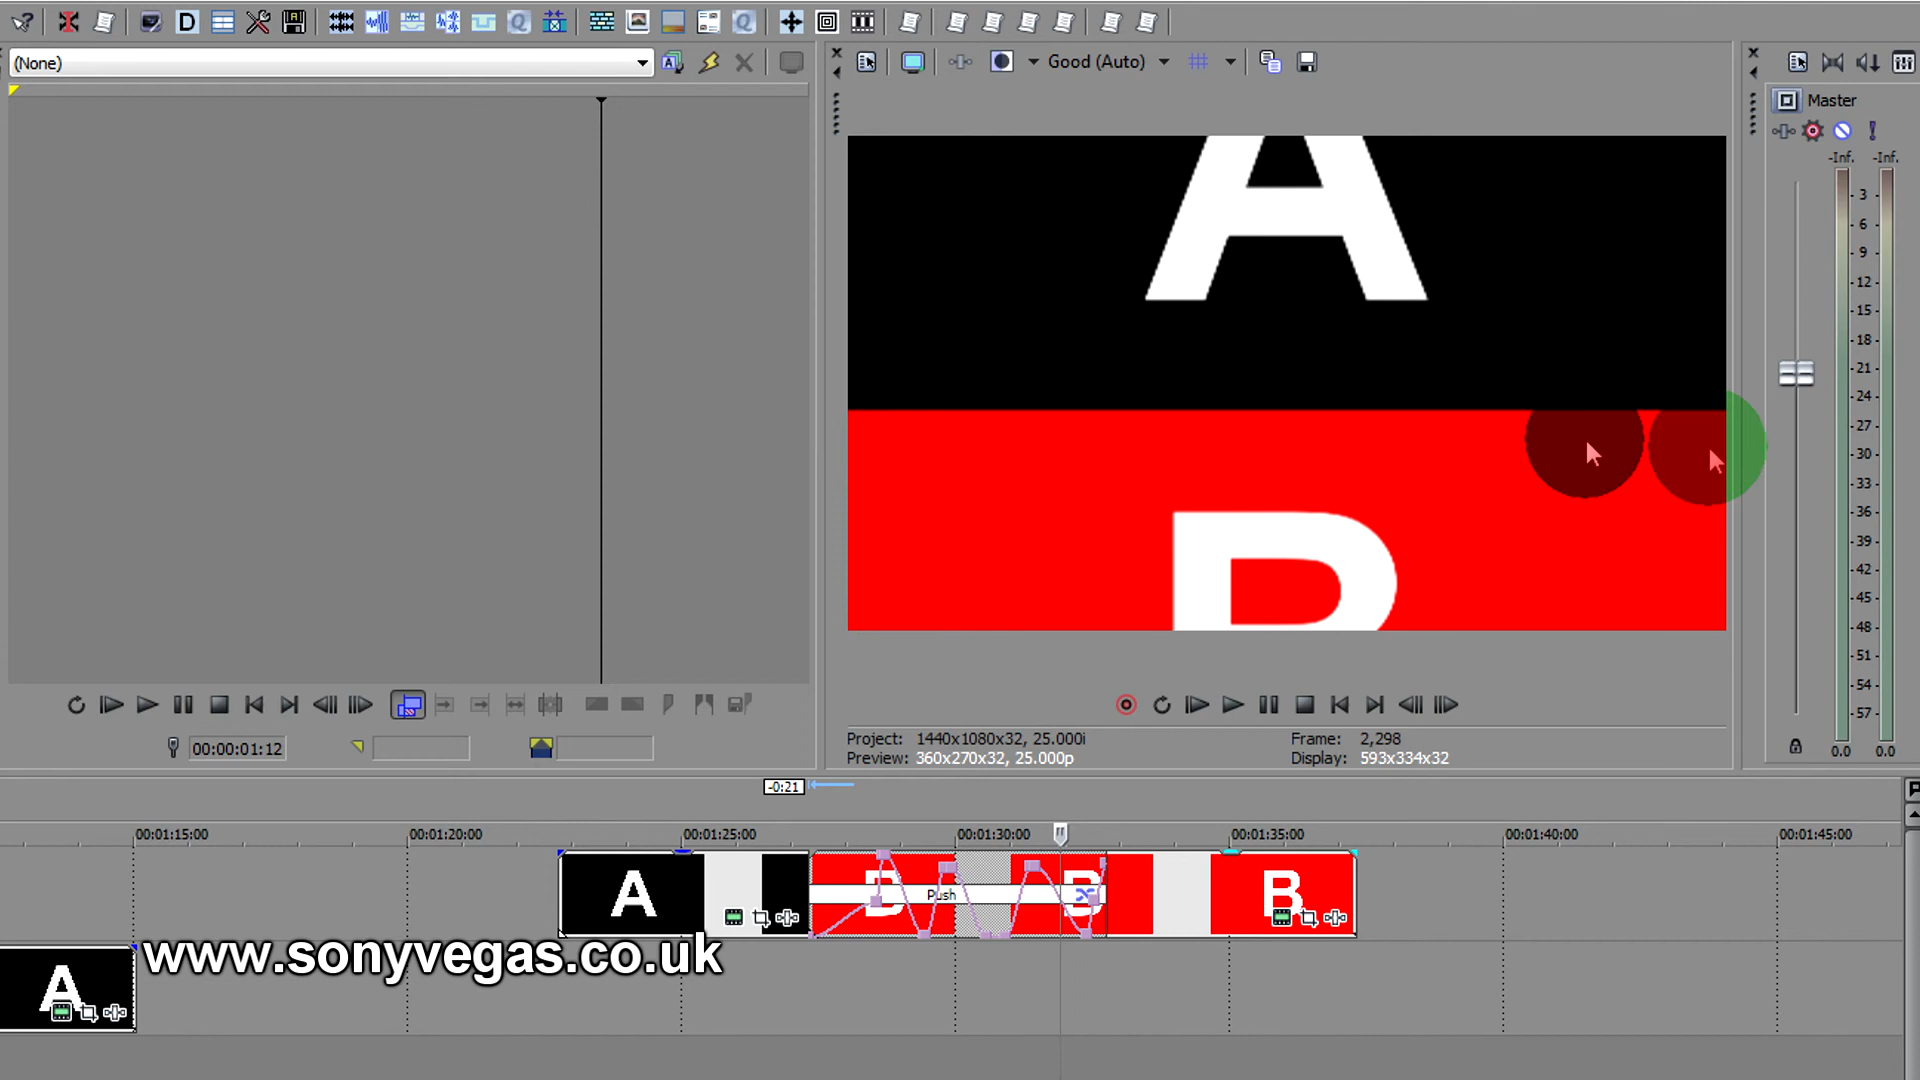 D
Q
Q
(None)
Good (Auto)
Master
-Inf. -Inf.
3
6
9
12
15
18
21
24
27
30
33
36
39
42
45
48
51
54
57
0.0 0.0
A
B
00:00:01:12
Project: 1440x1080x32, 25.000i
Preview: 360x270x32, 25.000p
Frame: 2,298
Display: 593x334x32
-0:21
00:01:15:00 00:01:20:00 00:01:25:00 00:01:30:00 00:01:35:00 00:01:40:00 00:01:45:00
A B B B
Push
A
www.sonyvegas.co.uk